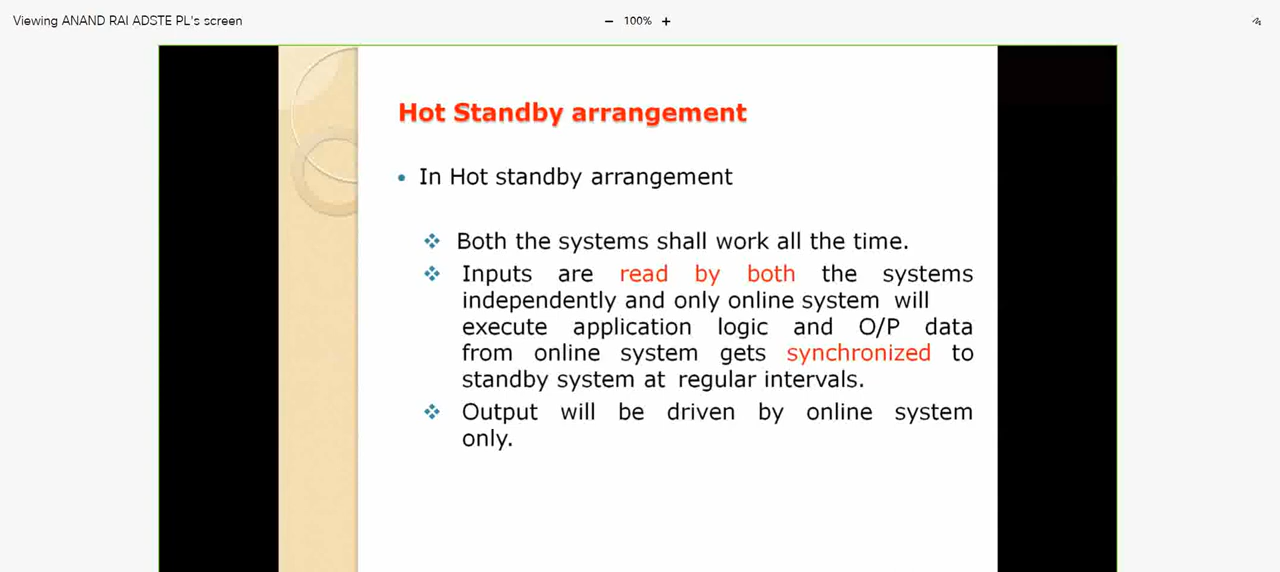 Viewing ANAND RAI ADSTE PL's screen
− 100% +
Hot Standby arrangement
• In Hot standby arrangement
❖ Both the systems shall work all the time.
❖ Inputs are read by both the systems
independently and only online system will
execute application logic and O/P data
from online system gets synchronized to
standby system at regular intervals.
❖ Output will be driven by online system
only.